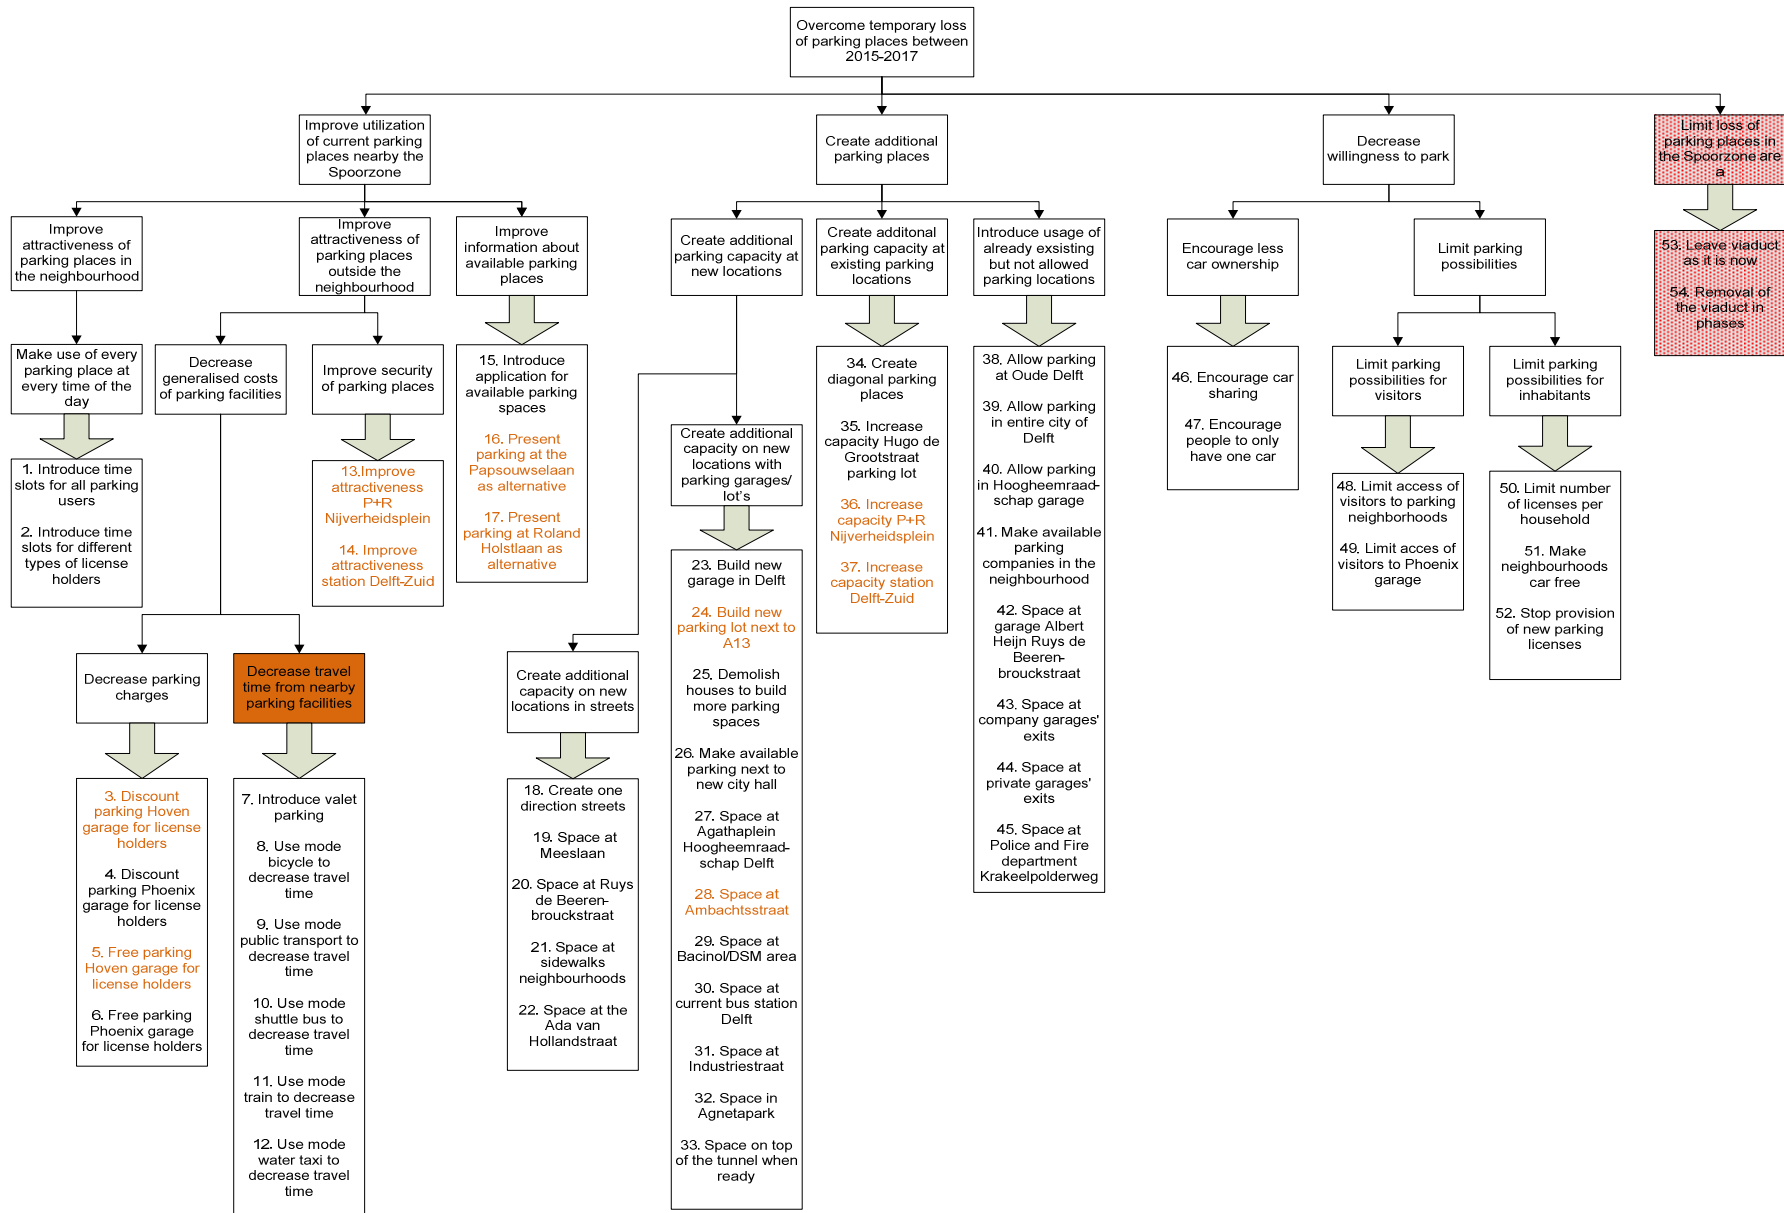 Overcome temporary loss
of parking places between
2015-2017
Improve utilization
of current parking
places nearby the
Spoorzone
Create additional
parking places
Decrease
willingness to park
Limit loss of
parking places in
the Spoorzone are
a
Improve
attractiveness of
parking places in
the neighbourhood
Improve
attractiveness of
parking places
outside the
neighbourhood
Improve
information about
available parking
places
Create additional
parking capacity at
new locations
Create additonal
parking capacity at
existing parking
locations
Introduce usage of
already exsisting
but not allowed
parking locations
Encourage less
car ownership
Limit parking
possibilities
53. Leave viaduct
as it is now
54. Removal of
the viaduct in
phases
Make use of every
parking place at
every time of the
day
Decrease
generalised costs
of parking facilities
Improve security
of parking places
15. Introduce
application for
available parking
spaces
16. Present
parking at the
Papsouwselaan
as alternative
17. Present
parking at Roland
Holstlaan as
alternative
Create additional
capacity on new
locations with
parking garages/
lot's
34. Create
diagonal parking
places
35. Increase
capacity Hugo de
Grootstraat
parking lot
36. Increase
capacity P+R
Nijverheidsplein
37. Increase
capacity station
Delft-Zuid
38. Allow parking
at Oude Delft
39. Allow parking
in entire city of
Delft
40. Allow parking
in Hoogheemraad-
schap garage
41. Make available
parking
companies in the
neighbourhood
42. Space at
garage Albert
Heijn Ruys de
Beeren-
brouckstraat
43. Space at
company garages'
exits
44. Space at
private garages'
exits
45. Space at
Police and Fire
department
Krakeelpolderweg
46. Encourage car
sharing
47. Encourage
people to only
have one car
Limit parking
possibilities for
visitors
Limit parking
possibilities for
inhabitants
48. Limit access of
visitors to parking
neighborhoods
49. Limit acces of
visitors to Phoenix
garage
50. Limit number
of licenses per
household
51. Make
neighbourhoods
car free
52. Stop provision
of new parking
licenses
1. Introduce time
slots for all parking
users
2. Introduce time
slots for different
types of license
holders
13.Improve
attractiveness
P+R
Nijverheidsplein
14. Improve
attractiveness
station Delft-Zuid
Decrease parking
charges
Decrease travel
time from nearby
parking facilities
Create additional
capacity on new
locations in streets
23. Build new
garage in Delft
24. Build new
parking lot next to
A13
25. Demolish
houses to build
more parking
spaces
26. Make available
parking next to
new city hall
27. Space at
Agathaplein
Hoogheemraad-
schap Delft
28. Space at
Ambachtsstraat
29. Space at
Bacinol/DSM area
30. Space at
current bus station
Delft
31. Space at
Industriestraat
32. Space in
Agnetapark
33. Space on top
of the tunnel when
ready
3. Discount
parking Hoven
garage for license
holders
4. Discount
parking Phoenix
garage for license
holders
5. Free parking
Hoven garage for
license holders
6. Free parking
Phoenix garage
for license holders
7. Introduce valet
parking
8. Use mode
bicycle to
decrease travel
time
9. Use mode
public transport to
decrease travel
time
10. Use mode
shuttle bus to
decrease travel
time
11. Use mode
train to decrease
travel time
12. Use mode
water taxi to
decrease travel
time
18. Create one
direction streets
19. Space at
Meeslaan
20. Space at Ruys
de Beeren-
brouckstraat
21. Space at
sidewalks
neighbourhoods
22. Space at the
Ada van
Hollandstraat